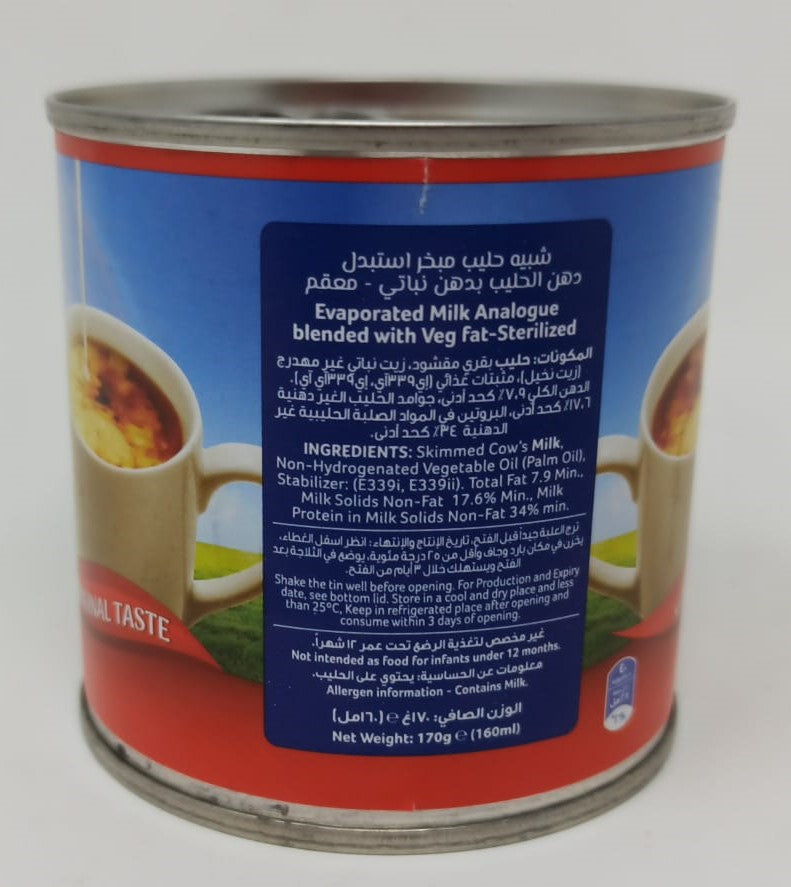 شبيه حليب مبخر استبدل
دهن الحليب بدهن نباتي - معقم
Evaporated Milk Analogue
blended with Veg fat-Sterilized
المكونات: حليب بقري مقشود، زيت نباتي غير مهدرج
(زيت نخيل)، مثبتات غذائي (إي٣٣٩آي، إي٣٣٩آي آي).
الدهن الكلي ٧,٩٪ كحد أدنى، جوامد الحليب الغير دهنية
١٧,٦٪ كحد أدنى، البروتين في المواد الصلبة الحليبية غير
الدهنية ٣٤٪ كحد أدنى.
INGREDIENTS: Skimmed Cow's Milk,
Non-Hydrogenated Vegetable Oil (Palm Oil),
Stabilizer: (E339i, E339ii). Total Fat 7.9 Min.,
Milk Solids Non-Fat 17.6% Min., Milk
Protein in Milk Solids Non-Fat 34% min.
ترج العلبة جيداً قبل الفتح، تاريخ الإنتاج والإنتهاء: انظر اسفل الغطاء،
يخزن في مكان بارد وجاف وأقل من ٢٥ درجة مئوية، يوضع في الثلاجة بعد
الفتح ويستهلك خلال ٣ أيام من الفتح.
Shake the tin well before opening. For Production and Expiry
date, see bottom lid. Store in a cool and dry place and less
than 25°C, Keep in refrigerated place after opening and
consume within 3 days of opening.
غير مخصص لتغذية الرضع تحت عمر ١٢ شهراً.
Not intended as food for infants under 12 months.
معلومات عن الحساسية: يحتوي على الحليب.
Allergen information - Contains Milk.
الوزن الصافي: ١٧٠غ e (١٦٠مل)
Net Weight: 170g e (160ml)
TASTE